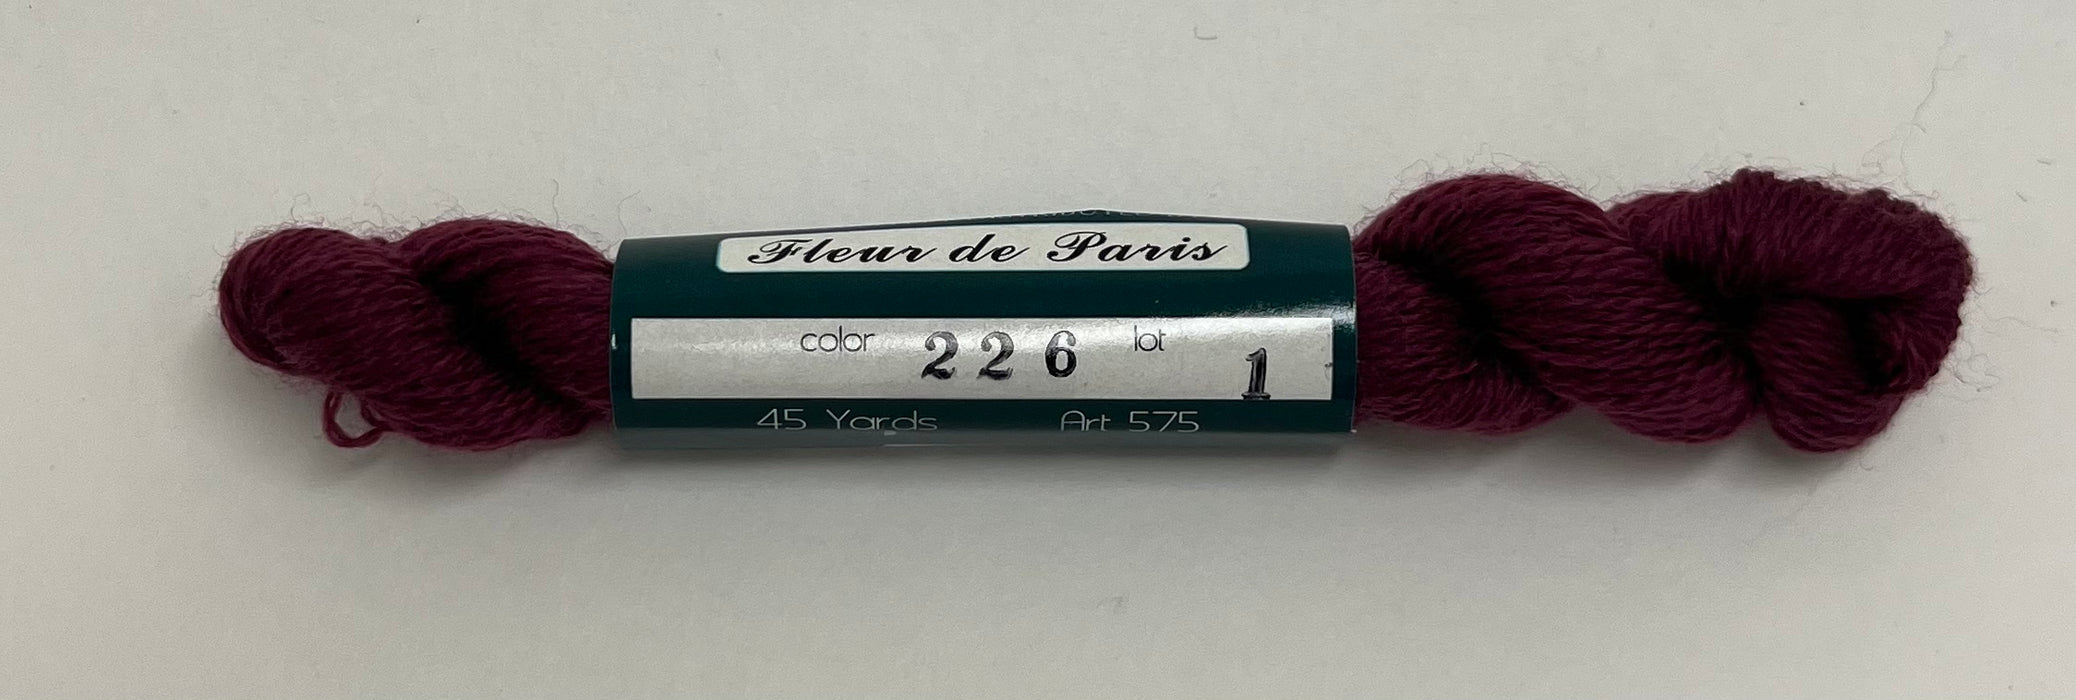 Fleur de Paris
color 226 lot 1
45 Yards Art 575